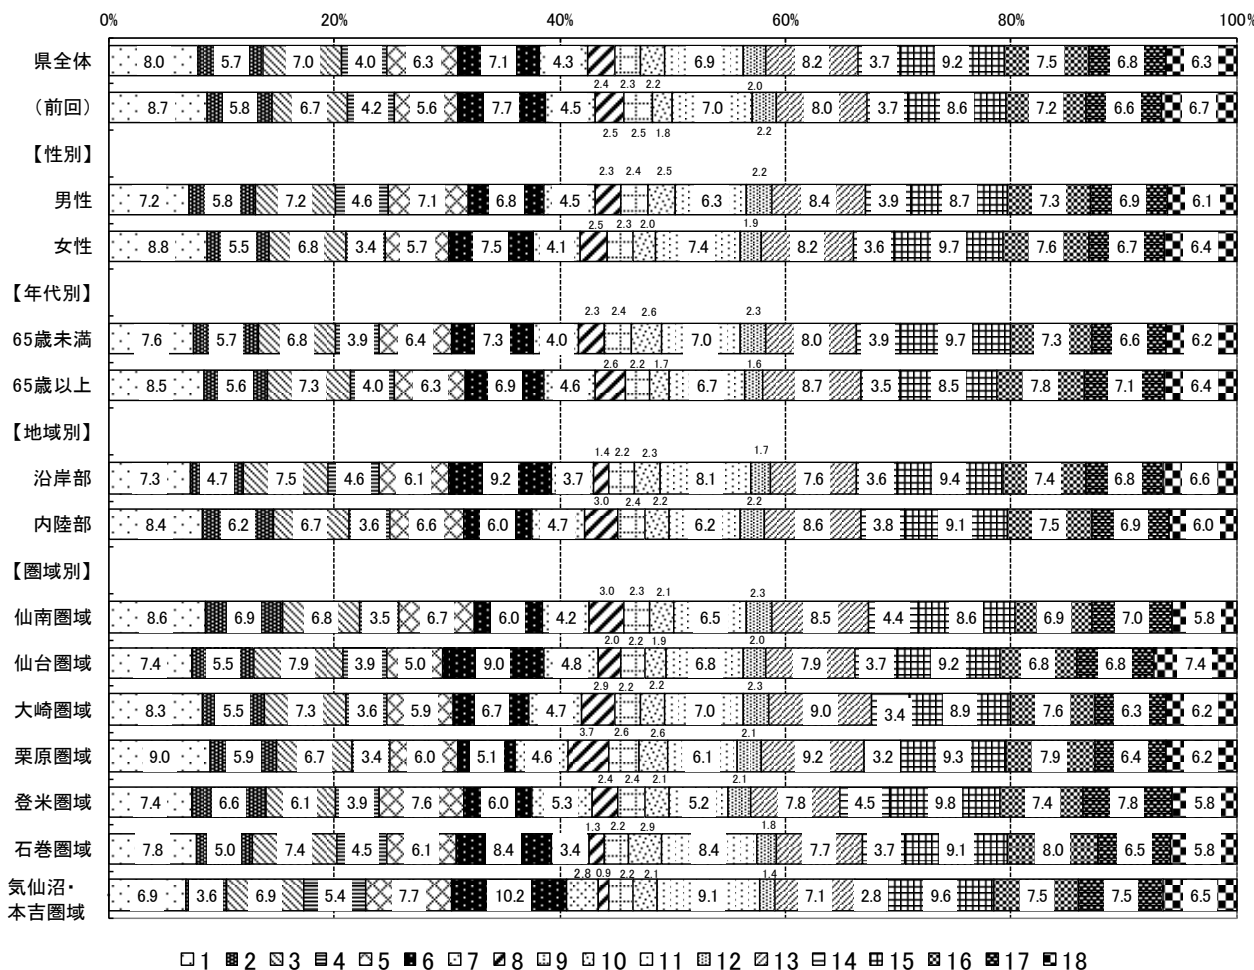 0% 20% 40% 60% 80% 100%
県全体 8.0 5.7 7.0 4.0 6.3 7.1 4.3 6.9 8.2 3.7 9.2 7.5 6.8 6.3
2.4 2.3 2.2 2.0
(前回) 8.7 5.8 6.7 4.2 5.6 7.7 4.5 7.0 8.0 3.7 8.6 7.2 6.6 6.7
2.5 2.5 1.8 2.2
【性別】
2.3 2.4 2.5 2.2
男性 7.2 5.8 7.2 4.6 7.1 6.8 4.5 6.3 8.4 3.9 8.7 7.3 6.9 6.1
2.5 2.3 2.0 1.9
女性 8.8 5.5 6.8 3.4 5.7 7.5 4.1 7.4 8.2 3.6 9.7 7.6 6.7 6.4
【年代別】
2.3 2.4 2.6 2.3
65歳未満 7.6 5.7 6.8 3.9 6.4 7.3 4.0 7.0 8.0 3.9 9.7 7.3 6.6 6.2
2.6 2.2 1.7 1.6
65歳以上 8.5 5.6 7.3 4.0 6.3 6.9 4.6 6.7 8.7 3.5 8.5 7.8 7.1 6.4
【地域別】
1.4 2.2 2.3 1.7
沿岸部 7.3 4.7 7.5 4.6 6.1 9.2 3.7 8.1 7.6 3.6 9.4 7.4 6.8 6.6
3.0 2.4 2.2 2.2
内陸部 8.4 6.2 6.7 3.6 6.6 6.0 4.7 6.2 8.6 3.8 9.1 7.5 6.9 6.0
【圏域別】
3.0 2.3 2.1 2.3
仙南圏域 8.6 6.9 6.8 3.5 6.7 6.0 4.2 6.5 8.5 4.4 8.6 6.9 7.0 5.8
2.0 2.2 1.9 2.0
仙台圏域 7.4 5.5 7.9 3.9 5.0 9.0 4.8 6.8 7.9 3.7 9.2 6.8 6.8 7.4
2.9 2.2 2.2 2.3
大崎圏域 8.3 5.5 7.3 3.6 5.9 6.7 4.7 7.0 9.0 3.4 8.9 7.6 6.3 6.2
3.7 2.6 2.6 2.1
栗原圏域 9.0 5.9 6.7 3.4 6.0 5.1 4.6 6.1 9.2 3.2 9.3 7.9 6.4 6.2
2.4 2.4 2.1 2.1
登米圏域 7.4 6.6 6.1 3.9 7.6 6.0 5.3 5.2 7.8 4.5 9.8 7.4 7.8 5.8
1.3 2.2 2.9 1.8
石巻圏域 7.8 5.0 7.4 4.5 6.1 8.4 3.4 8.4 7.7 3.7 9.1 8.0 6.5 5.8
2.8 0.9 2.2 2.1 1.4
気仙沼・
本吉圏域 6.9 3.6 6.9 5.4 7.7 10.2 9.1 7.1 2.8 9.6 7.5 7.5 6.5
1 2 3 4 5 6 7 8 9 10 11 12 13 14 15 16 17 18